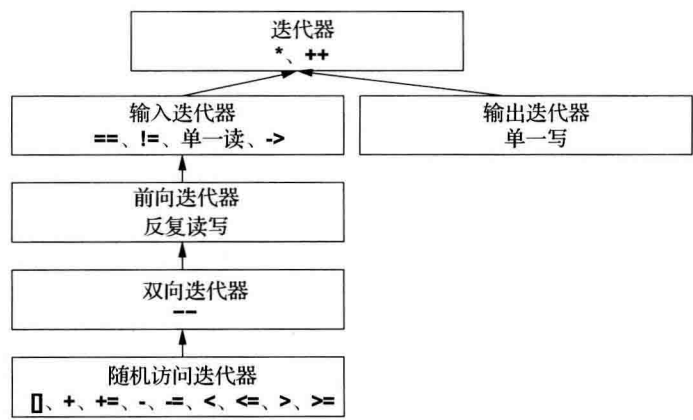 迭代器
*、++
输入迭代器
==、!=、单一读、->
输出迭代器
单一写
前向迭代器
反复读写
双向迭代器
--
随机访问迭代器
[]、+、+=、-、-=、<、<=、>、>=